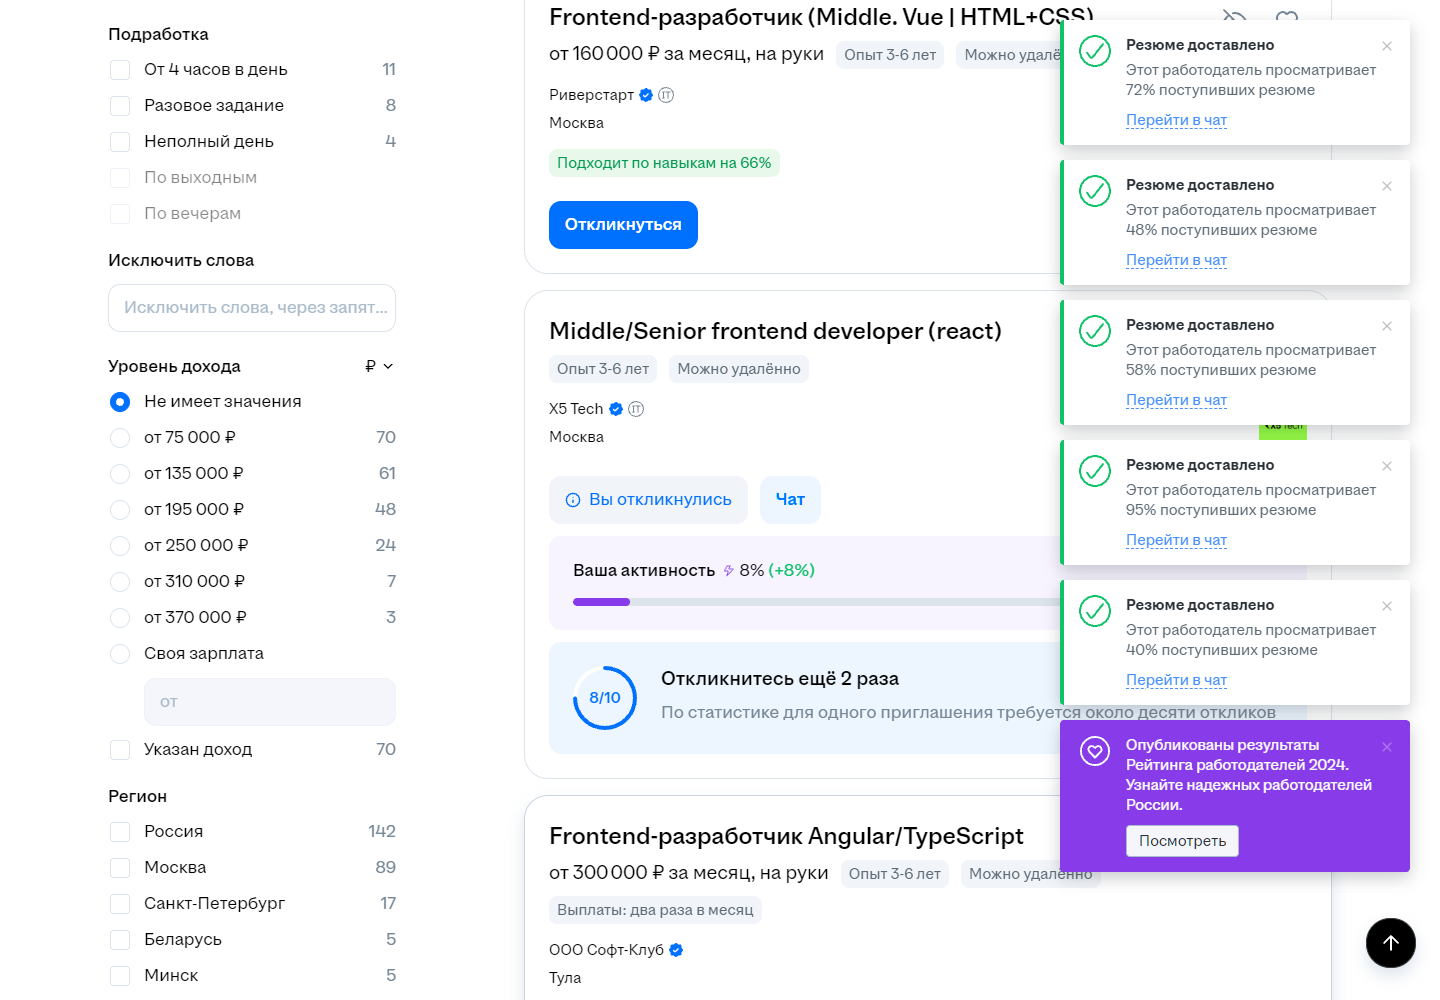 Подработка
От 4 часов в день 11
Разовое задание 8
Неполный день 4
По выходным
По вечерам
Исключить слова
Исключить слова, через запят...
Уровень дохода ₽
Не имеет значения
от 75 000 ₽ 70
от 135 000 ₽ 61
от 195 000 ₽ 48
от 250 000 ₽ 24
от 310 000 ₽ 7
от 370 000 ₽ 3
Своя зарплата
от
Указан доход 70
Регион
Россия 142
Москва 89
Санкт-Петербург 17
Беларусь 5
Минск 5
Frontend-разработчик (Middle. Vue | HTML+CSS)
от 160 000 ₽ за месяц, на руки Опыт 3-6 лет Можно удалё
Риверстарт IT
Москва
Подходит по навыкам на 66%
Откликнуться
Middle/Senior frontend developer (react)
Опыт 3-6 лет Можно удалённо
X5 Tech IT
Москва
X5 Tech
Вы откликнулись Чат
Ваша активность 8% (+8%)
8/10
Откликнитесь ещё 2 раза
По статистике для одного приглашения требуется около десяти откликов
Frontend-разработчик Angular/TypeScript
от 300 000 ₽ за месяц, на руки Опыт 3-6 лет Можно удалённо
Выплаты: два раза в месяц
ООО Софт-Клуб
Тула
Резюме доставлено
Этот работодатель просматривает
72% поступивших резюме
Перейти в чат
Резюме доставлено
Этот работодатель просматривает
48% поступивших резюме
Перейти в чат
Резюме доставлено
Этот работодатель просматривает
58% поступивших резюме
Перейти в чат
Резюме доставлено
Этот работодатель просматривает
95% поступивших резюме
Перейти в чат
Резюме доставлено
Этот работодатель просматривает
40% поступивших резюме
Перейти в чат
Опубликованы результаты
Рейтинга работодателей 2024.
Узнайте надежных работодателей
России.
Посмотреть